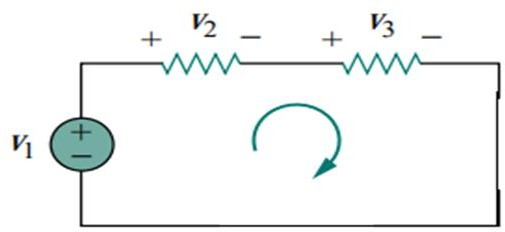 v2 v3
+ − + −
v1 + −